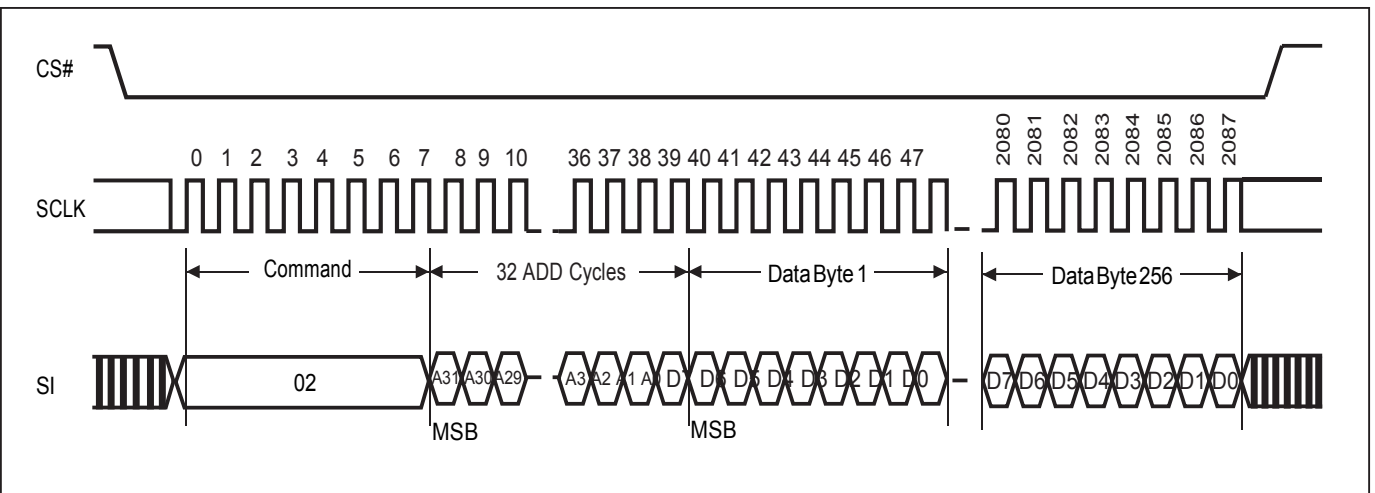 CS#
2080 2081 2082 2083 2084 2085 2086 2087
0 1 2 3 4 5 6 7 8 9 10 36 37 38 39 40 41 42 43 44 45 46 47
SCLK
Command 32 ADD Cycles Data Byte 1 Data Byte 256
SI 02 A31 A30 A29 A3 A2 A1 A0 D7 D6 D5 D4 D3 D2 D1 D0 D7 D6 D5 D4 D3 D2 D1 D0
MSB MSB